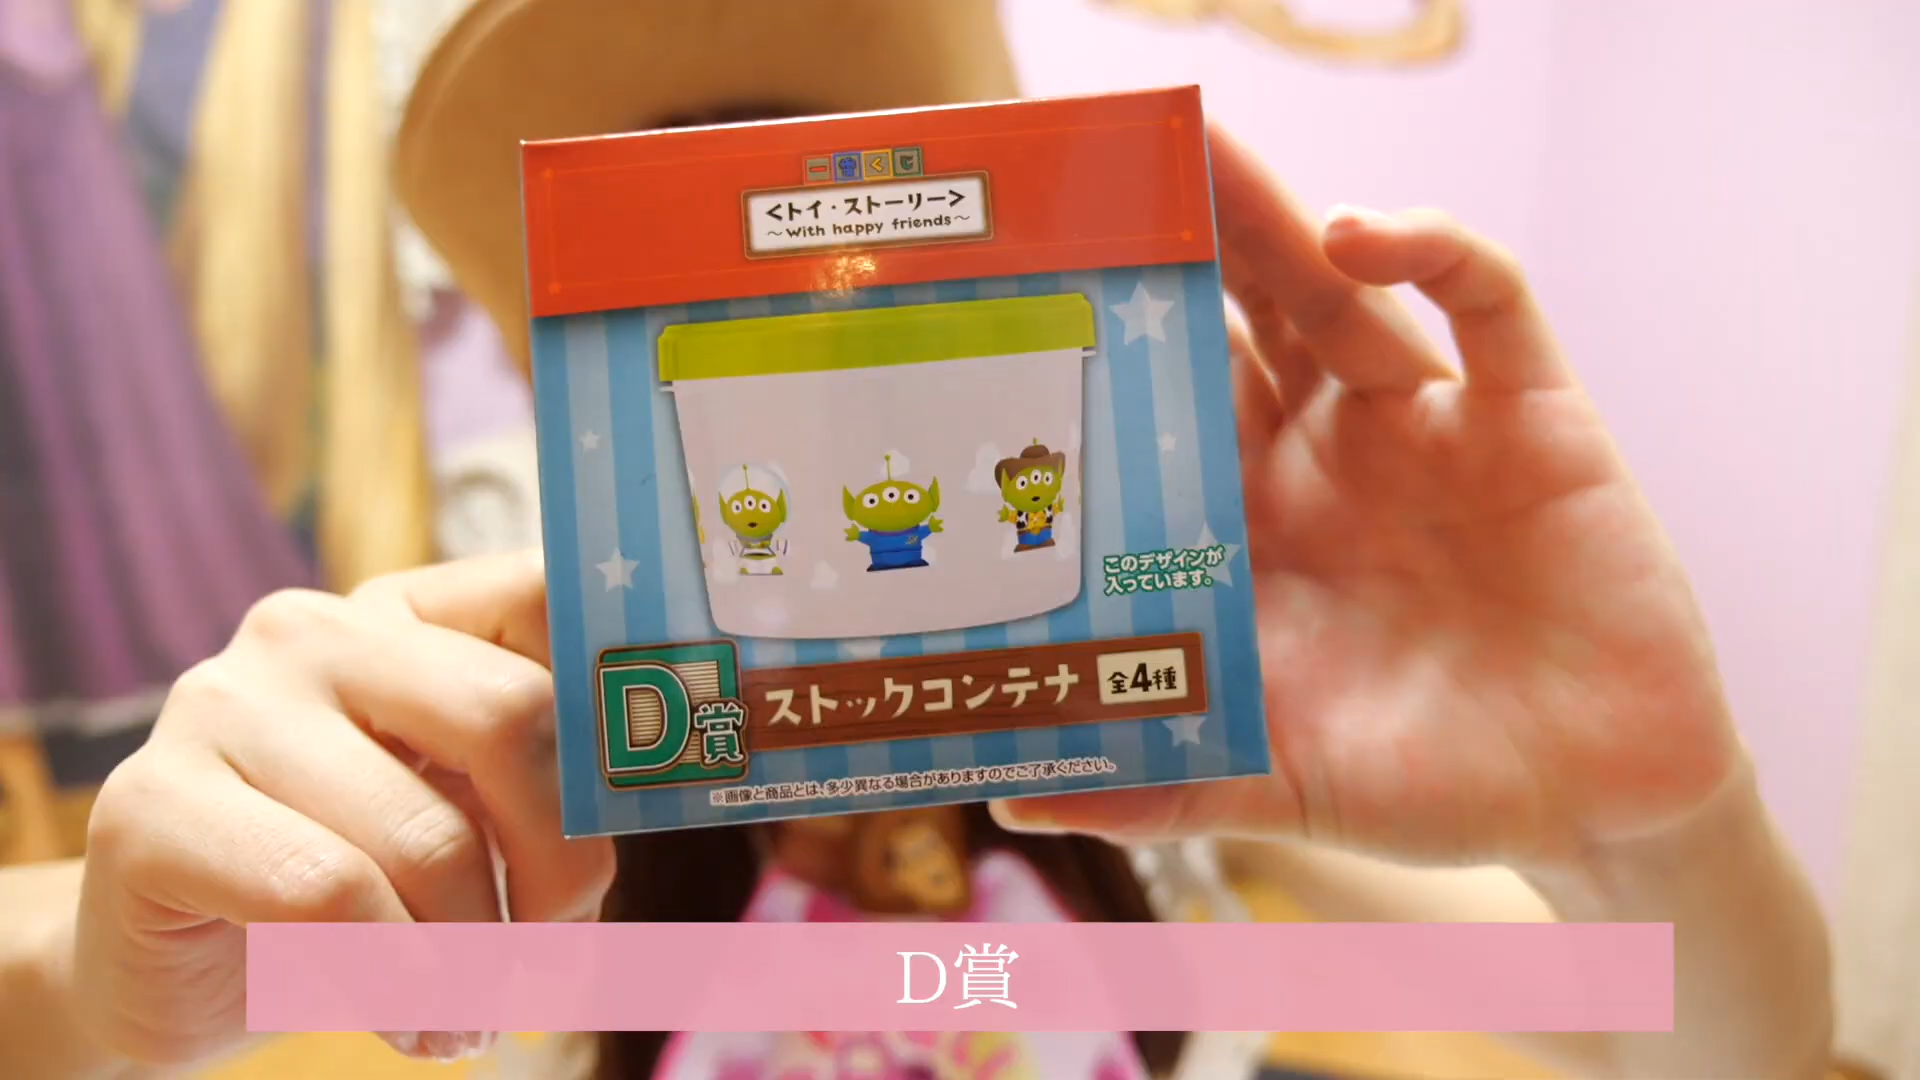 一番くじ
<トイ・ストーリー>
～With happy friends～
このデザインが
入っています。
D賞
ストックコンテナ
全4種
※画像と商品とは、多少異なる場合がありますのでご了承ください。
D賞